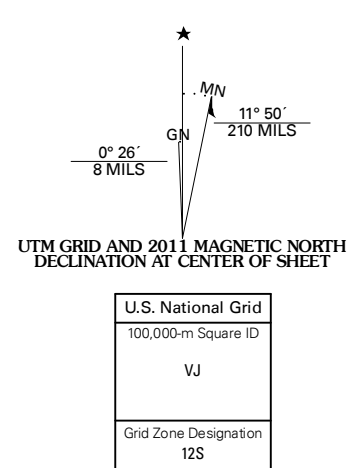 MN
11° 50´
210 MILS
GN
0° 26´
8 MILS
UTM GRID AND 2011 MAGNETIC NORTH
DECLINATION AT CENTER OF SHEET
U.S. National Grid
100,000-m Square ID
VJ
Grid Zone Designation
12S